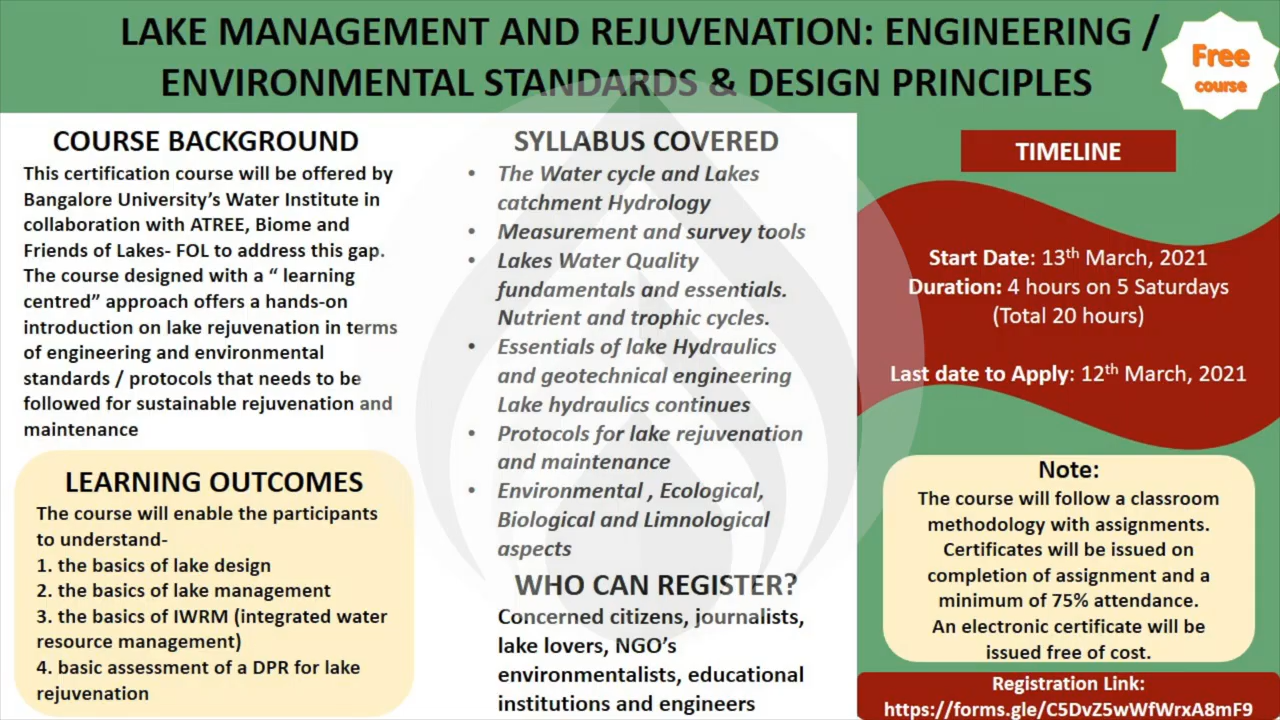 LAKE MANAGEMENT AND REJUVENATION: ENGINEERING /
ENVIRONMENTAL STANDARDS & DESIGN PRINCIPLES
Free
course
COURSE BACKGROUND
This certification course will be offered by
Bangalore University's Water Institute in
collaboration with ATREE, Biome and
Friends of Lakes- FOL to address this gap.
The course designed with a “ learning
centred” approach offers a hands-on
introduction on lake rejuvenation in terms
of engineering and environmental
standards / protocols that needs to be
followed for sustainable rejuvenation and
maintenance
LEARNING OUTCOMES
The course will enable the participants
to understand-
1. the basics of lake design
2. the basics of lake management
3. the basics of IWRM (integrated water
resource management)
4. basic assessment of a DPR for lake
rejuvenation
SYLLABUS COVERED
• The Water cycle and Lakes
catchment Hydrology
• Measurement and survey tools
• Lakes Water Quality
fundamentals and essentials.
Nutrient and trophic cycles.
• Essentials of lake Hydraulics
and geotechnical engineering
Lake hydraulics continues
• Protocols for lake rejuvenation
and maintenance
• Environmental , Ecological,
Biological and Limnological
aspects
WHO CAN REGISTER?
Concerned citizens, journalists,
lake lovers, NGO's
environmentalists, educational
institutions and engineers
TIMELINE
Start Date: 13th March, 2021
Duration: 4 hours on 5 Saturdays
(Total 20 hours)
Last date to Apply: 12th March, 2021
Note:
The course will follow a classroom
methodology with assignments.
Certificates will be issued on
completion of assignment and a
minimum of 75% attendance.
An electronic certificate will be
issued free of cost.
Registration Link:
https://forms.gle/C5DvZ5wWfWrxA8mF9